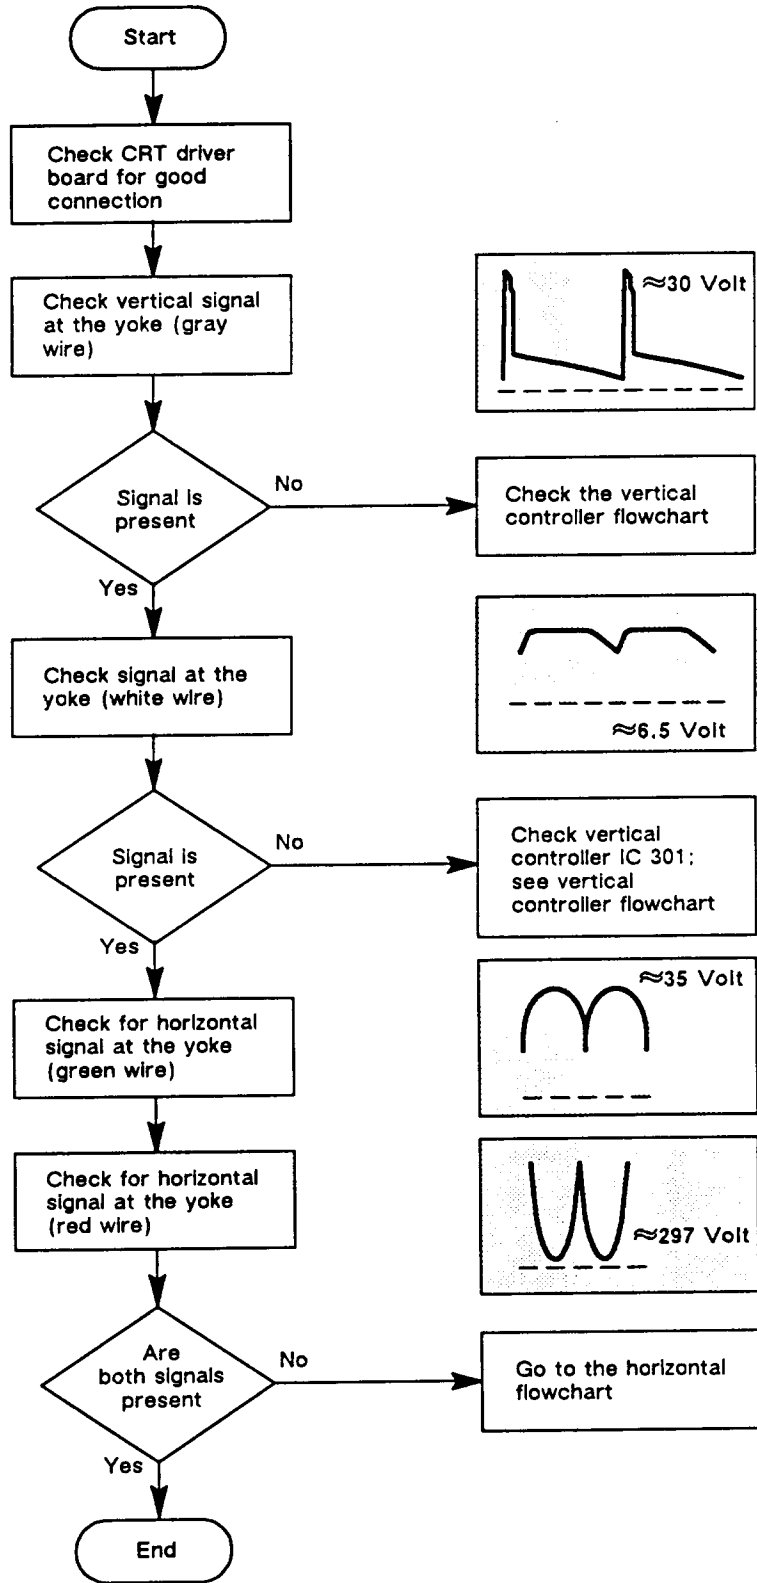 Start
Check CRT driver
board for good
connection
Check vertical signal
at the yoke (gray
wire)
≈30 Volt
Signal is
present
No
Check the vertical
controller flowchart
Yes
Check signal at the
yoke (white wire)
≈6.5 Volt
Signal is
present
No
Check vertical
controller IC 301;
see vertical
controller flowchart
Yes
Check for horizontal
signal at the yoke
(green wire)
≈35 Volt
Check for horizontal
signal at the yoke
(red wire)
≈297 Volt
Are
both signals
present
No
Go to the horizontal
flowchart
Yes
End